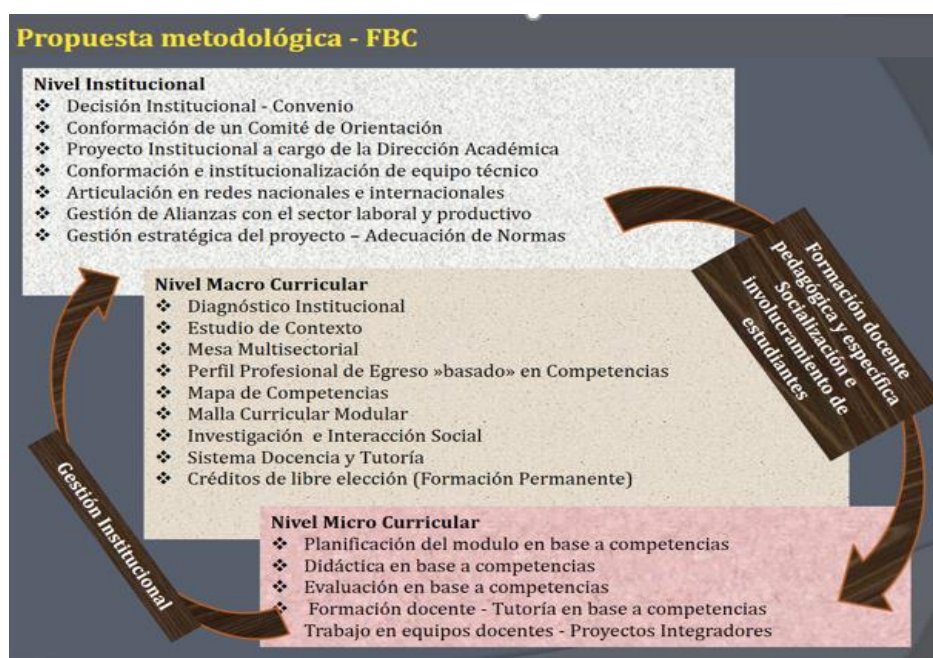 Propuesta metodológica - FBC
Nivel Institucional
❖ Decisión Institucional - Convenio
❖ Conformación de un Comité de Orientación
❖ Proyecto Institucional a cargo de la Dirección Académica
❖ Conformación e institucionalización de equipo técnico
❖ Articulación en redes nacionales e internacionales
❖ Gestión de Alianzas con el sector laboral y productivo
❖ Gestión estratégica del proyecto – Adecuación de Normas
Nivel Macro Curricular
❖ Diagnóstico Institucional
❖ Estudio de Contexto
❖ Mesa Multisectorial
❖ Perfil Profesional de Egreso »basado» en Competencias
❖ Mapa de Competencias
❖ Malla Curricular Modular
❖ Investigación e Interacción Social
❖ Sistema Docencia y Tutoría
❖ Créditos de libre elección (Formación Permanente)
Nivel Micro Curricular
❖ Planificación del modulo en base a competencias
❖ Didáctica en base a competencias
❖ Evaluación en base a competencias
❖ Formación docente - Tutoría en base a competencias
Trabajo en equipos docentes - Proyectos Integradores
Formación docente
pedagógica y específica
Socialización e
involucramiento de
estudiantes
Gestión Institucional